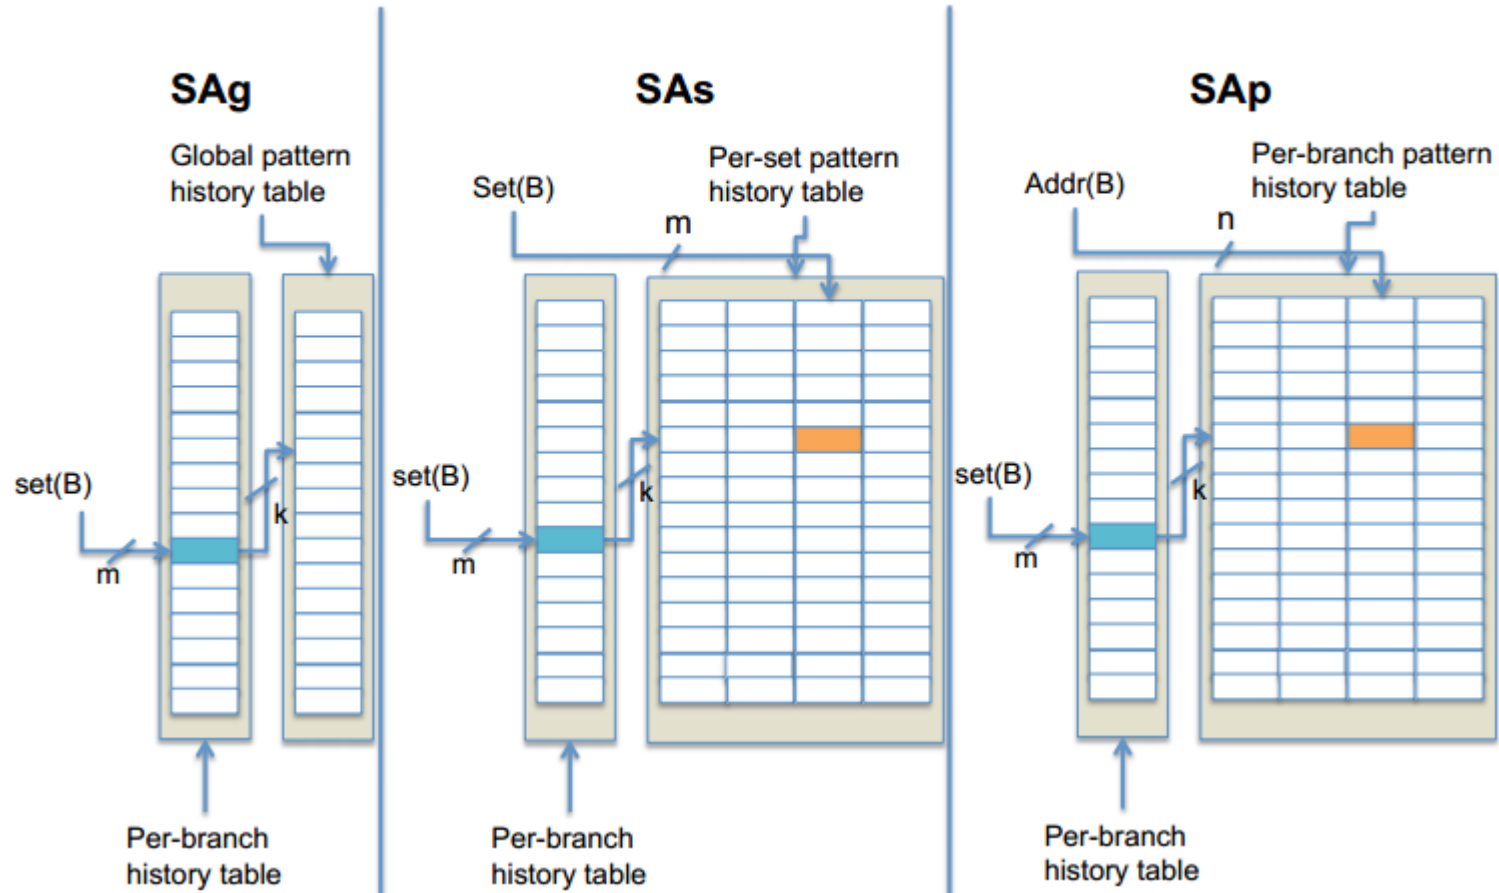 SAg
Global pattern
history table
set(B)
m
k
Per-branch
history table
SAs
Per-set pattern
history table
Set(B)
m
set(B)
m
k
Per-branch
history table
SAp
Per-branch pattern
history table
Addr(B)
n
set(B)
m
k
Per-branch
history table